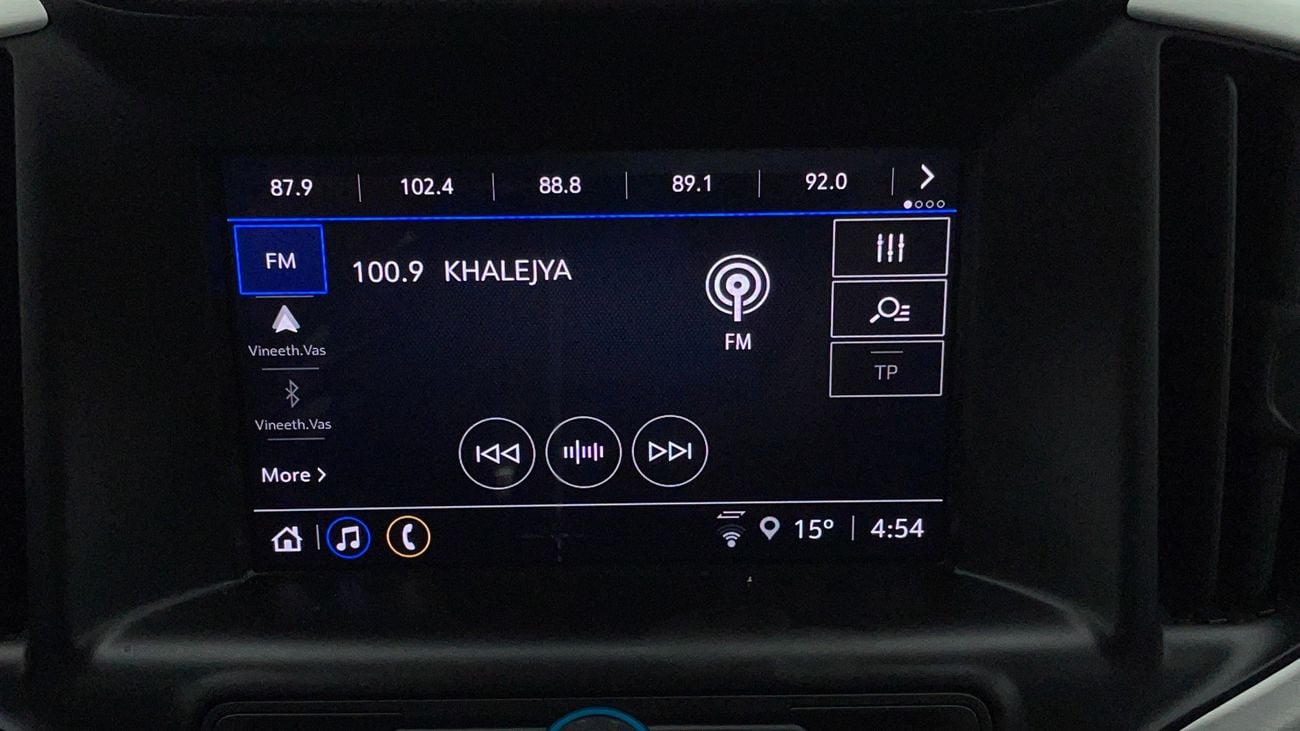 87.9 102.4 88.8 89.1 92.0
FM 100.9 KHALEJYA
FM
Vineeth.Vas
TP
Vineeth.Vas
More
15° 4:54